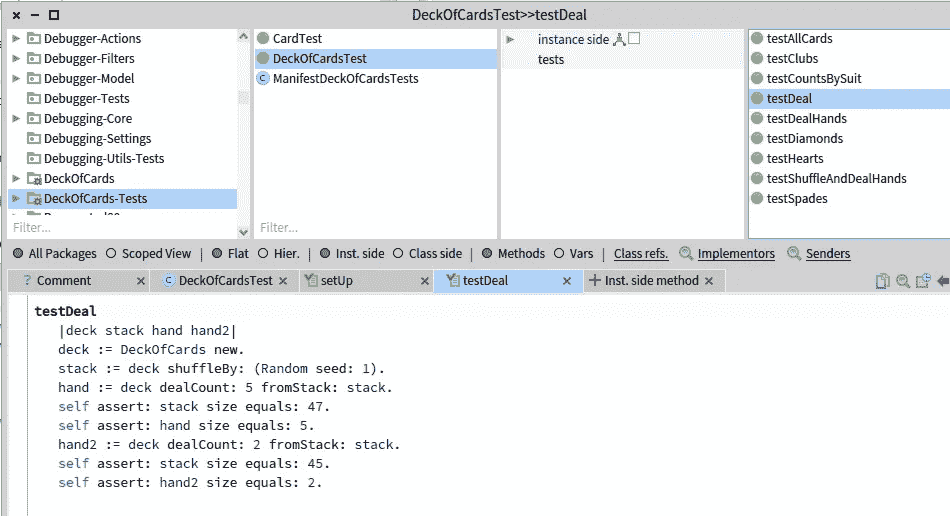 DeckOfCardsTest>>testDeal
Debugger-Actions
Debugger-Filters
Debugger-Model
Debugger-Tests
Debugging-Core
Debugging-Settings
Debugging-Utils-Tests
DeckOfCards
DeckOfCards-Tests
Filter...
CardTest
DeckOfCardsTest
ManifestDeckOfCardsTests
Filter...
instance side
tests
testAllCards
testClubs
testCountsBySuit
testDeal
testDealHands
testDiamonds
testHearts
testShuffleAndDealHands
testSpades
All Packages Scoped View | Flat Hier. | Inst. side Class side | Methods Vars | Class refs. Implementors Senders
? Comment × DeckOfCardsTest × setUp × testDeal × + Inst. side method ×
testDeal
|deck stack hand hand2|
deck := DeckOfCards new.
stack := deck shuffleBy: (Random seed: 1).
hand := deck dealCount: 5 fromStack: stack.
self assert: stack size equals: 47.
self assert: hand size equals: 5.
hand2 := deck dealCount: 2 fromStack: stack.
self assert: stack size equals: 45.
self assert: hand2 size equals: 2.